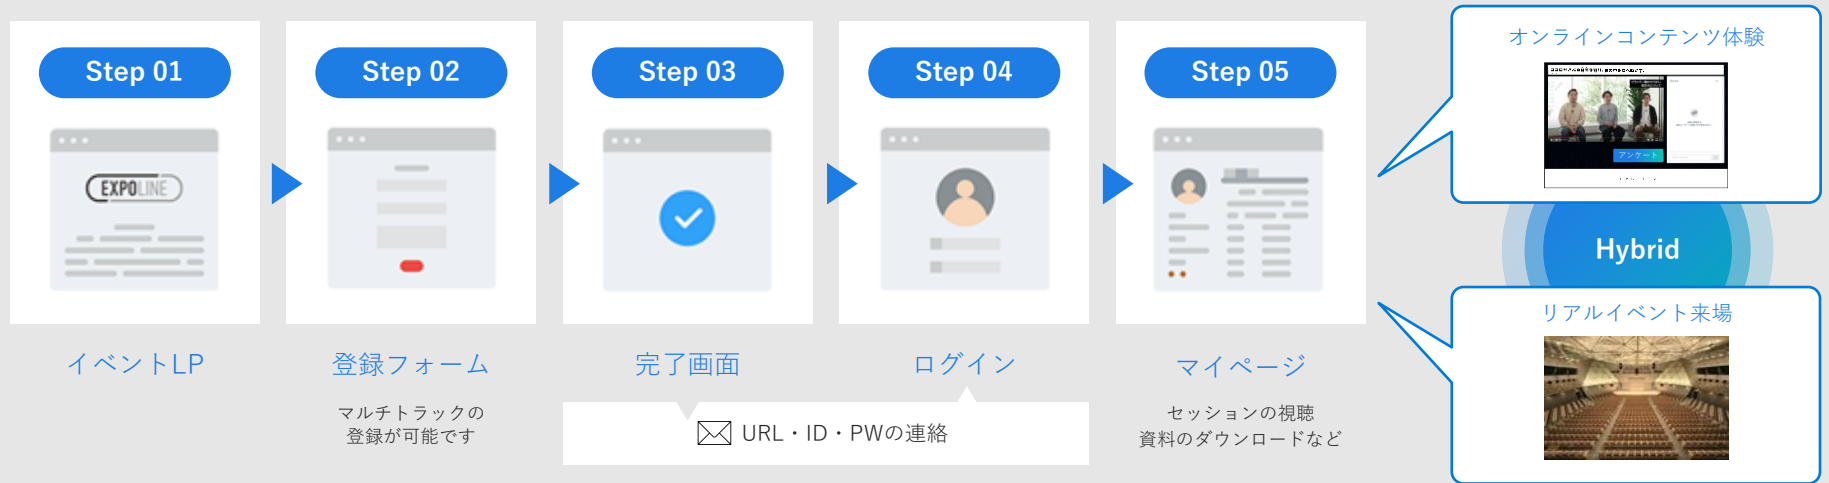 Step 01
EXPOLINE
イベントLP
Step 02
登録フォーム
マルチトラックの
登録が可能です
Step 03
完了画面
Step 04
ログイン
URL・ID・PWの連絡
Step 05
マイページ
セッションの視聴
資料のダウンロードなど
オンラインコンテンツ体験
アンケート
Hybrid
リアルイベント来場